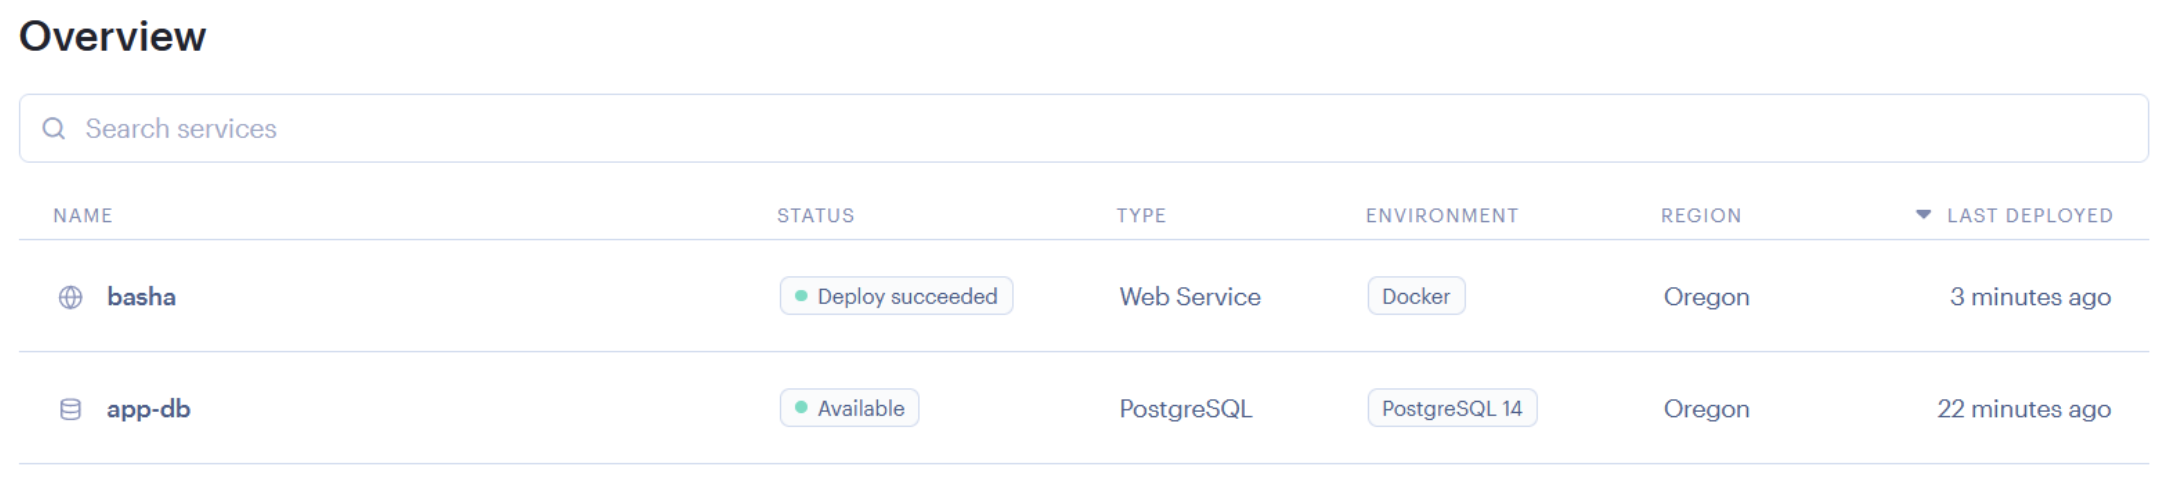 Overview
Search services
NAME STATUS TYPE ENVIRONMENT REGION LAST DEPLOYED
basha Deploy succeeded Web Service Docker Oregon 3 minutes ago
app-db Available PostgreSQL PostgreSQL 14 Oregon 22 minutes ago